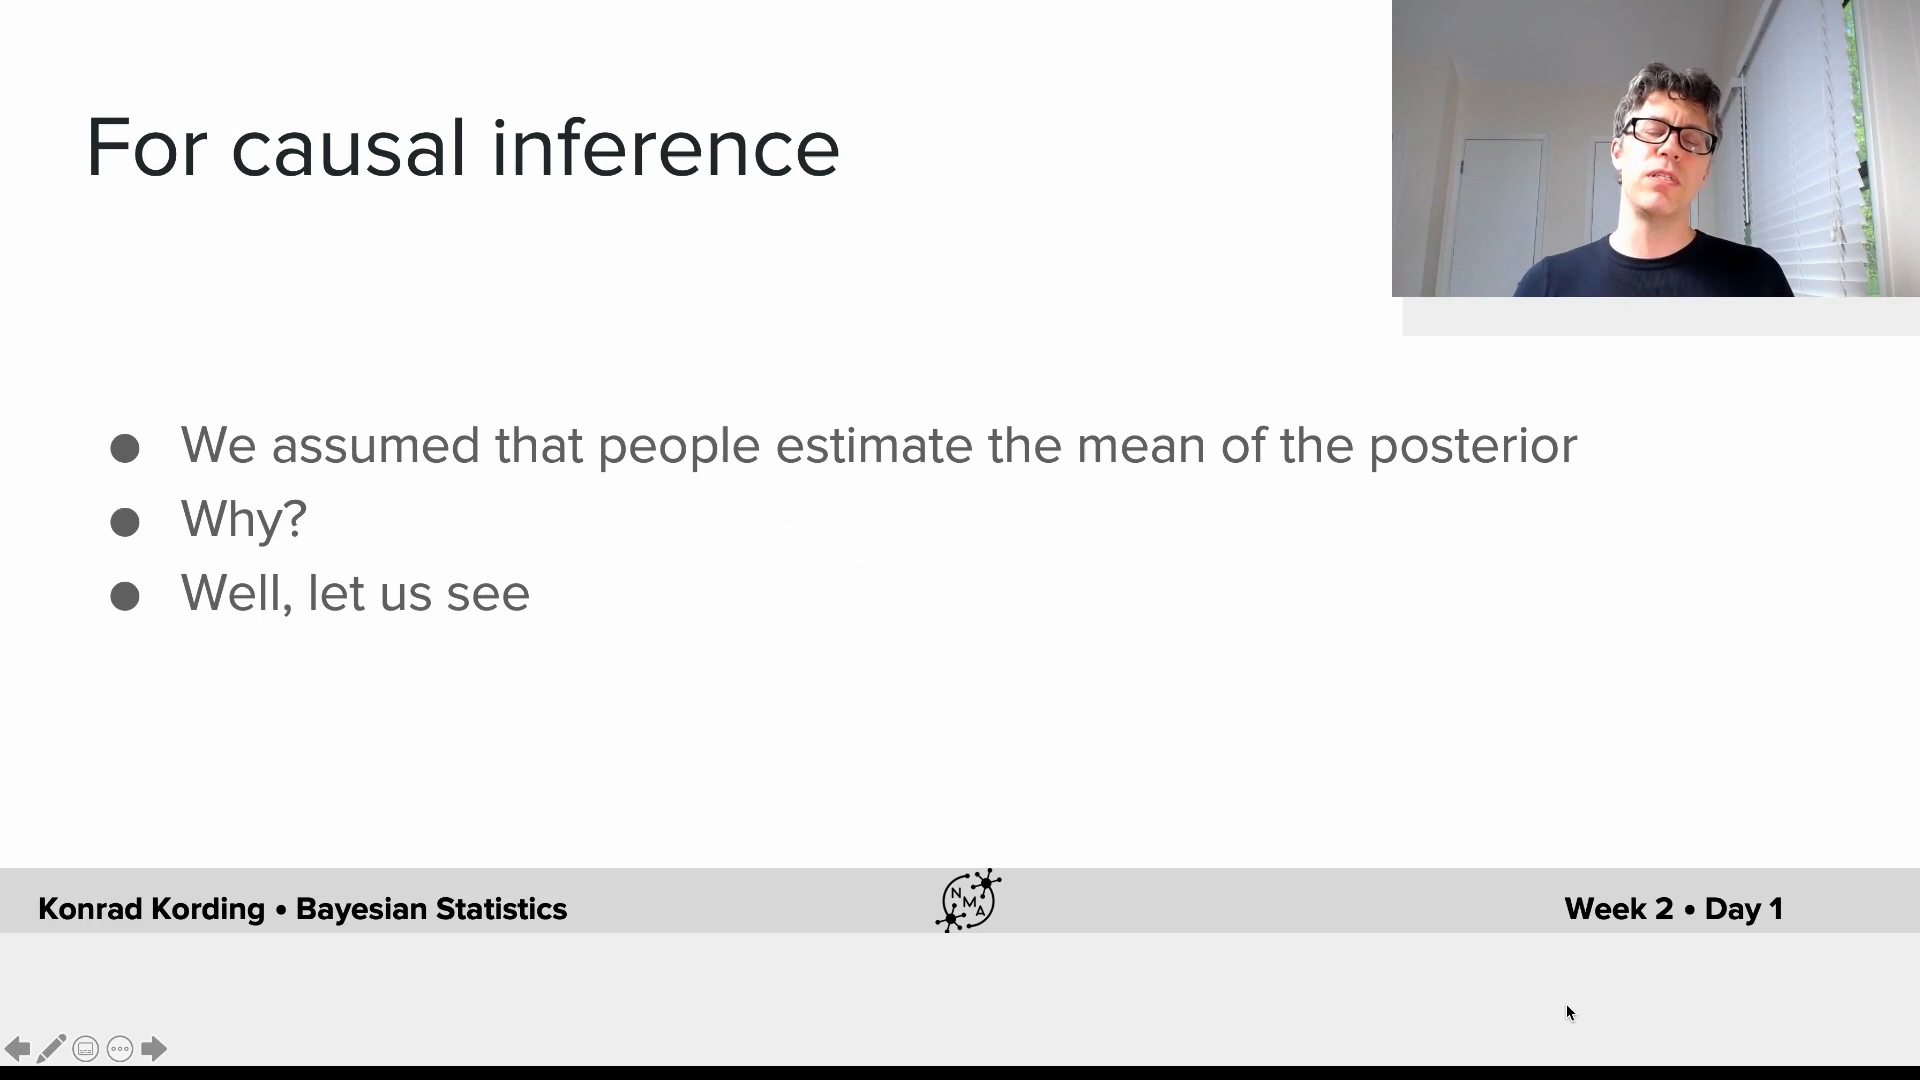 For causal inference
● We assumed that people estimate the mean of the posterior
● Why?
● Well, let us see
Konrad Kording • Bayesian Statistics
NMA
Week 2 • Day 1